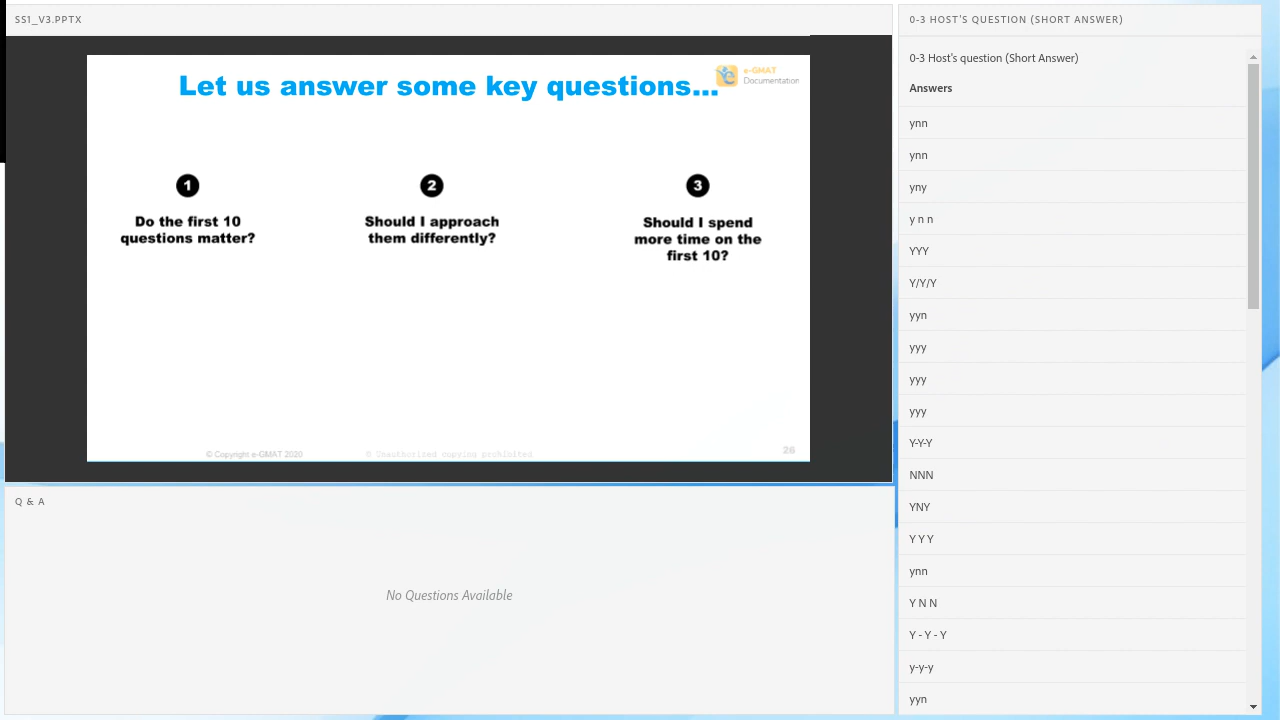 SS1_V3.PPTX
Let us answer some key questions...
e-GMAT
Documentation
1
Do the first 10
questions matter?
2
Should I approach
them differently?
3
Should I spend
more time on the
first 10?
© Copyright e-GMAT 2020
© Unauthorized copying prohibited
26
Q & A
No Questions Available
0-3 HOST'S QUESTION (SHORT ANSWER)
0-3 Host's question (Short Answer)
Answers
ynn
ynn
yny
y n n
YYY
Y/Y/Y
yyn
yyy
yyy
yyy
Y-Y-Y
NNN
YNY
Y Y Y
ynn
Y N N
Y - Y - Y
y-y-y
yyn